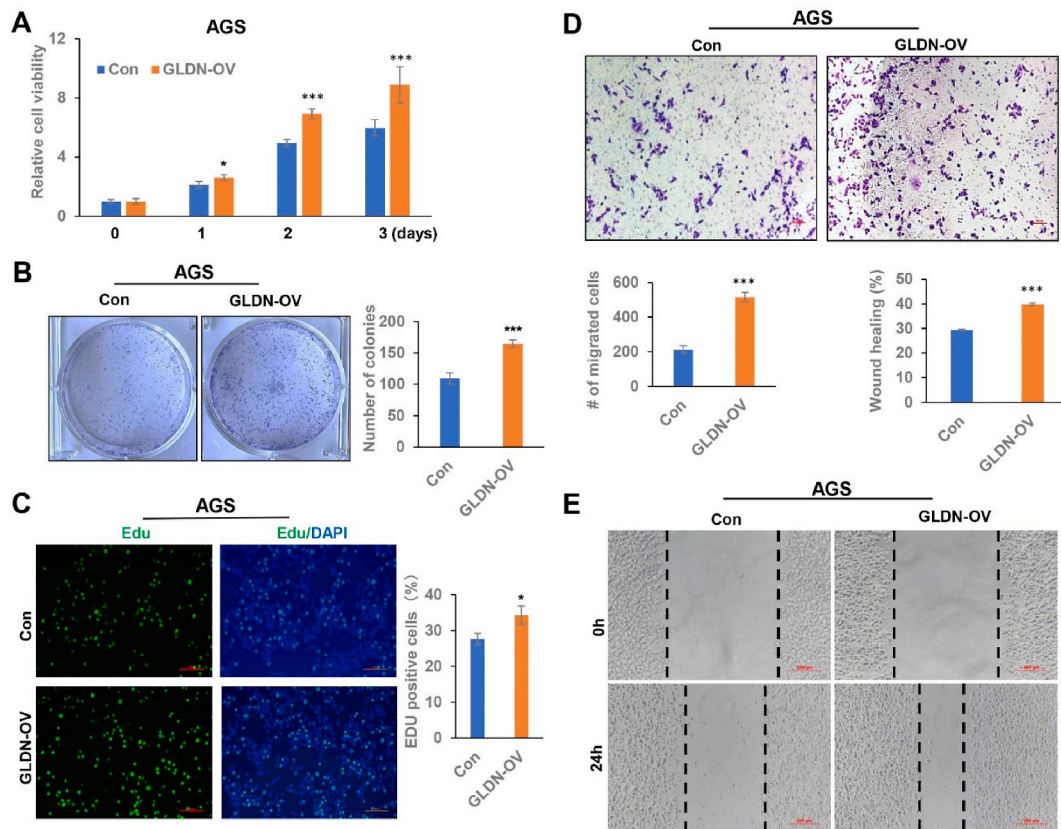 A
AGS
Relative cell viability
12
8
4
0
Con
GLDN-OV
*
***
***
0
1
2
3 (days)
B
AGS
Con
GLDN-OV
Number of colonies
200
150
100
50
0
***
Con
GLDN-OV
C
AGS
Edu
Edu/DAPI
Con
GLDN-OV
EDU positive cells (%)
40
30
20
10
0
*
Con
GLDN-OV
D
AGS
Con
GLDN-OV
# of migrated cells
600
400
200
0
***
Con
GLDN-OV
Wound healing (%)
50
40
30
20
10
0
***
Con
GLDN-OV
E
AGS
Con
GLDN-OV
0h
24h